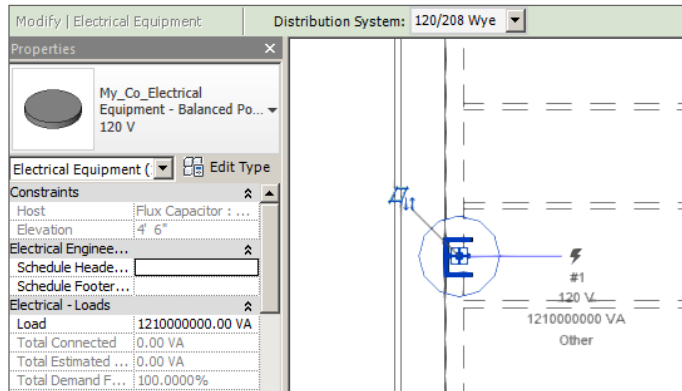 Modify | Electrical Equipment
Distribution System: 120/208 Wye
Properties
My_Co_Electrical
Equipment - Balanced Po...
120 V
Electrical Equipment (:
Edit Type
Constraints
Host Flux Capacitor : ...
Elevation 4' 6"
Electrical Enginee...
Schedule Heade...
Schedule Footer...
Electrical - Loads
Load 1210000000.00 VA
Total Connected 0.00 VA
Total Estimated ... 0.00 VA
Total Demand F... 100.0000%
#1
120 V
1210000000 VA
Other